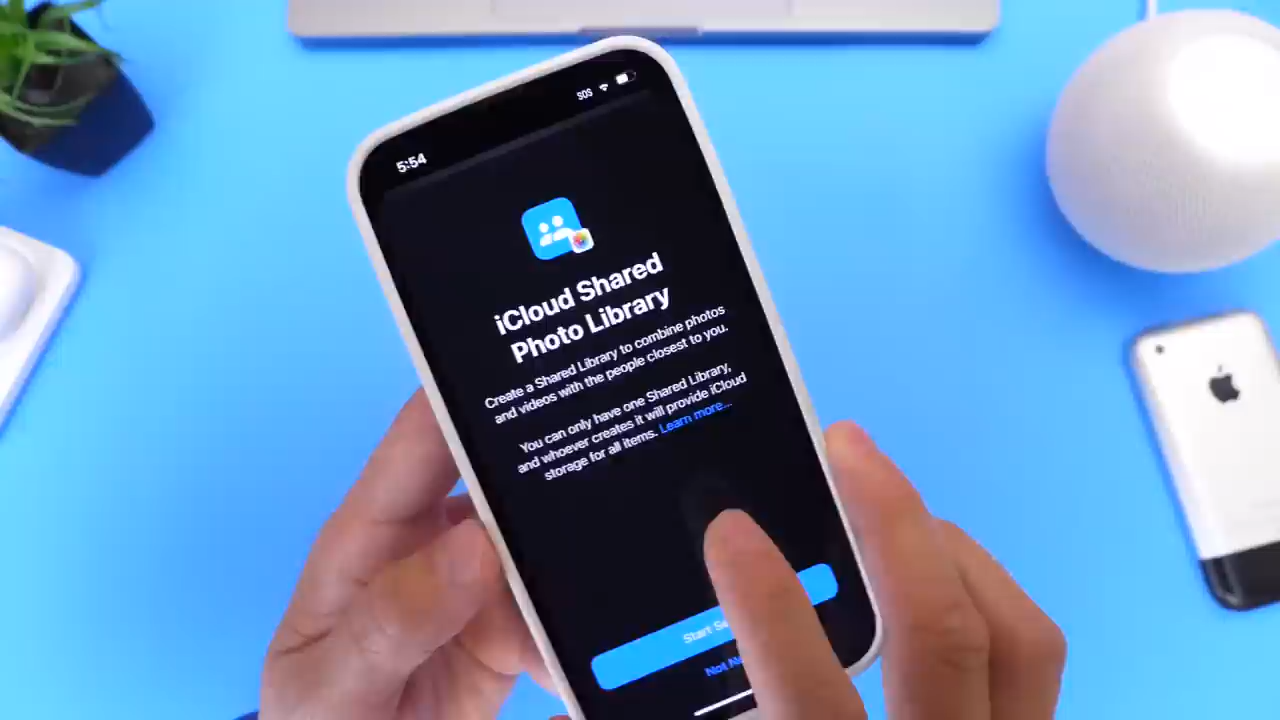 5:54
SOS
iCloud Shared
Photo Library
Create a Shared Library to combine photos
and videos with the people closest to you.
You can only have one Shared Library,
and whoever creates it will provide iCloud
storage for all items. Learn more...
Start
Not